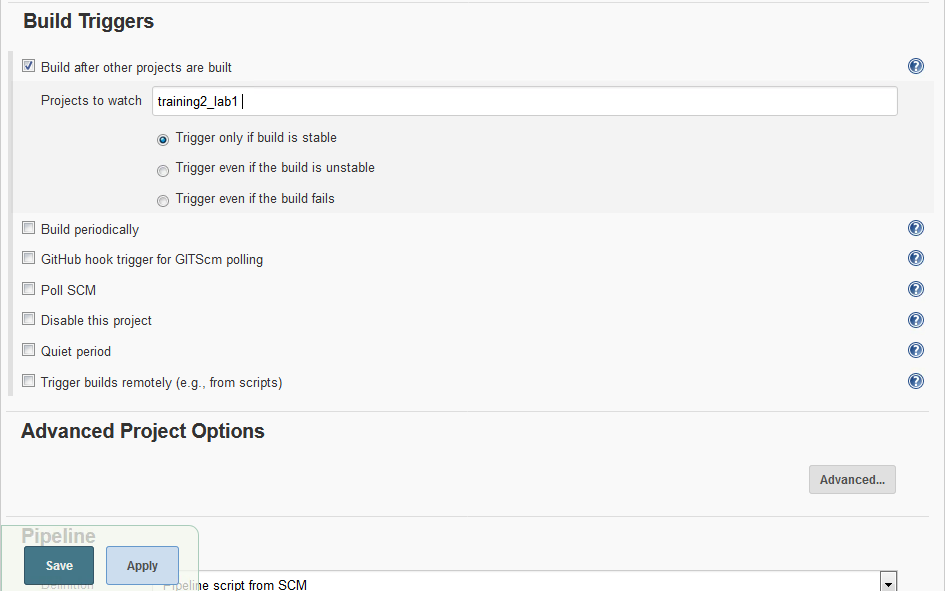 Build Triggers
Build after other projects are built
Projects to watch training2_lab1
Trigger only if build is stable
Trigger even if the build is unstable
Trigger even if the build fails
Build periodically
GitHub hook trigger for GITScm polling
Poll SCM
Disable this project
Quiet period
Trigger builds remotely (e.g., from scripts)
Advanced Project Options
Advanced...
Pipeline
Save Apply
Definition Pipeline script from SCM